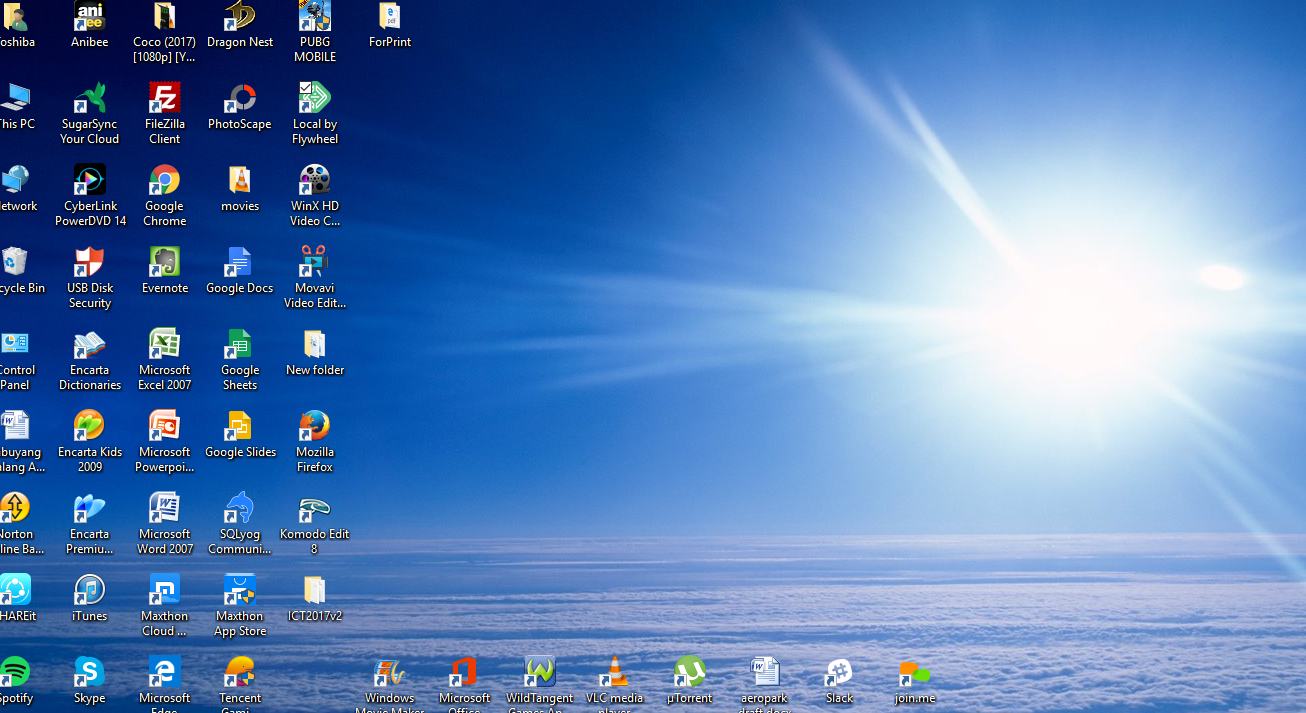 oshiba
ani
bee
Anibee
Coco (2017)
[1080p] [Y...
Dragon Nest
PUBG
MOBILE
pdf
ForPrint
This PC
SugarSync
Your Cloud
Fz
FileZilla
Client
PhotoScape
Local by
Flywheel
etwork
CyberLink
PowerDVD 14
Google
Chrome
movies
WinX HD
Video C...
cycle Bin
USB Disk
Security
Evernote
Google Docs
Movavi
Video Edit...
Control
Panel
Encarta
Dictionaries
Microsoft
Excel 2007
Google
Sheets
New folder
buyang
alang A...
Encarta Kids
2009
Microsoft
Powerpoi...
Google Slides
Mozilla
Firefox
Norton
line Ba...
Encarta
Premiu...
Microsoft
Word 2007
SQLyog
Communi...
Komodo Edit
8
HAREit
iTunes
Maxthon
Cloud ...
Maxthon
App Store
ICT2017v2
Spotify
Skype
Microsoft
Edge
Tencent
Gami...
Windows
Movie Maker
Microsoft
Office
WildTangent
Games Ap...
VLC media
player
µTorrent
aeropark
draft.docx
Slack
join.me